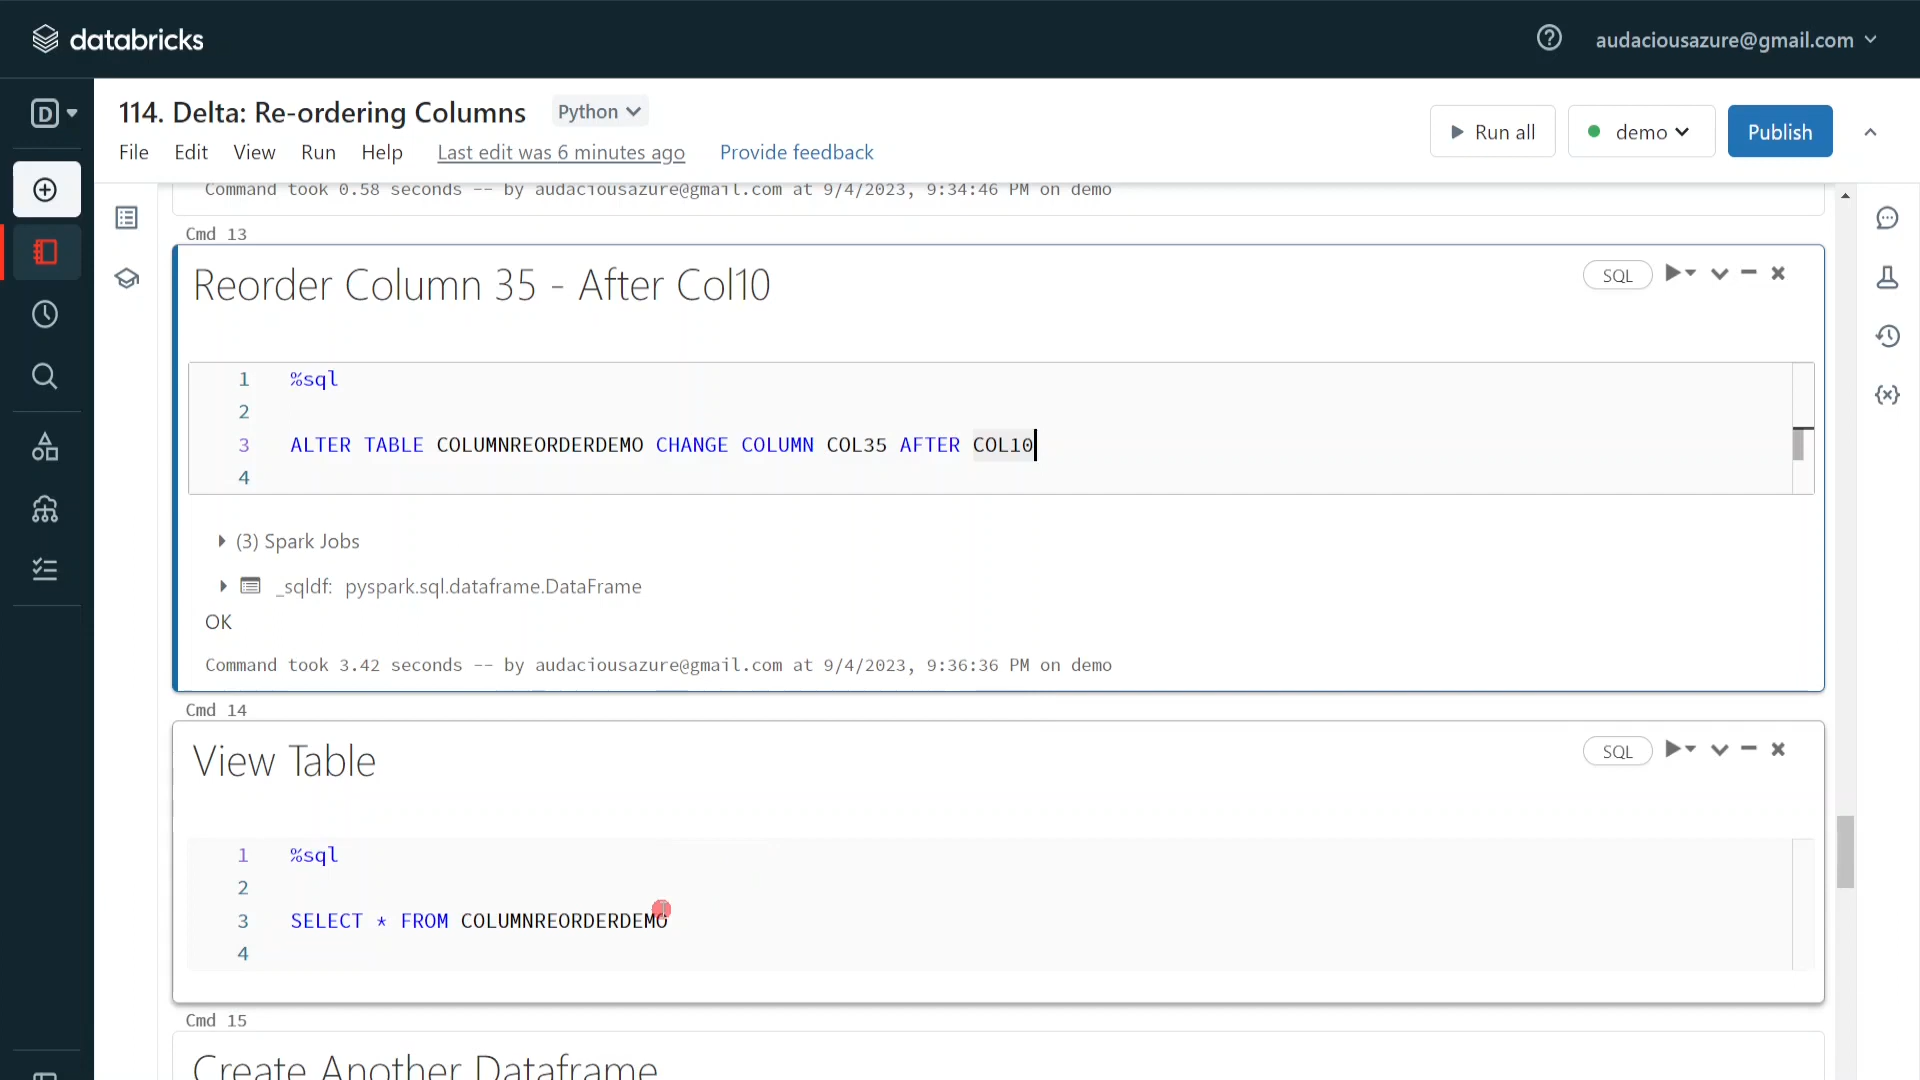 databricks
audaciousazure@gmail.com
D
114. Delta: Re-ordering Columns
Python
File Edit View Run Help Last edit was 6 minutes ago Provide feedback
Run all
demo
Publish
Command took 0.58 seconds -- by audaciousazure@gmail.com at 9/4/2023, 9:34:46 PM on demo
Cmd 13
Reorder Column 35 - After Col10
SQL
1 %sql
2
3 ALTER TABLE COLUMNREORDERDEMO CHANGE COLUMN COL35 AFTER COL10
4
(3) Spark Jobs
_sqldf: pyspark.sql.dataframe.DataFrame
OK
Command took 3.42 seconds -- by audaciousazure@gmail.com at 9/4/2023, 9:36:36 PM on demo
Cmd 14
View Table
SQL
1 %sql
2
3 SELECT * FROM COLUMNREORDERDEMO
4
Cmd 15
Create Another Dataframe